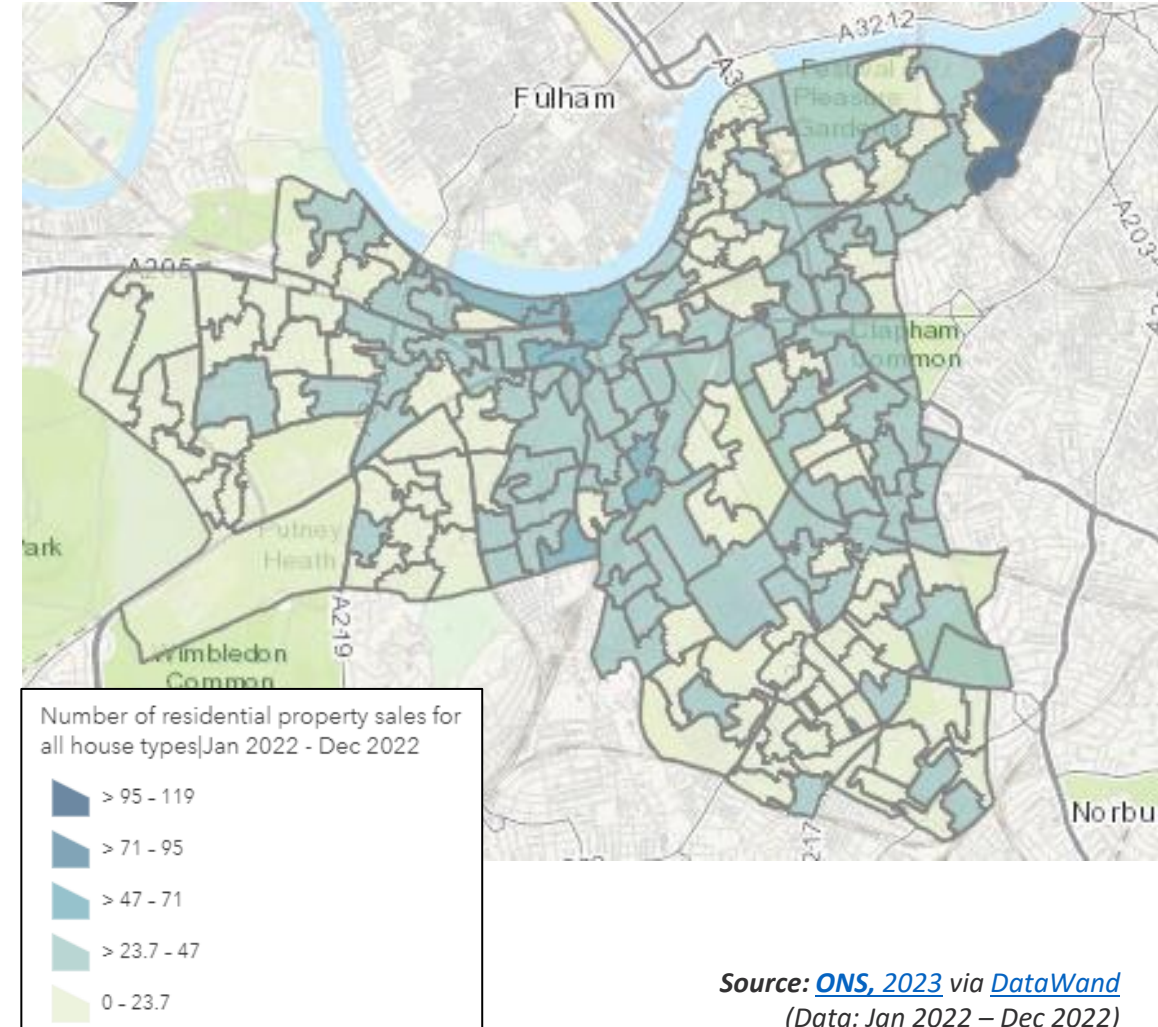 A3212
A3
Festival
Pleasure
Gardens
Fulham
A203
A205
Clapham
Common
Putney
Heath
ark
A219
Wimbledon
Common
Number of residential property sales for
all house types|Jan 2022 - Dec 2022
> 95 - 119
> 71 - 95
> 47 - 71
> 23.7 - 47
0 - 23.7
Norbu
Source: ONS, 2023 via DataWand
(Data: Jan 2022 – Dec 2022)